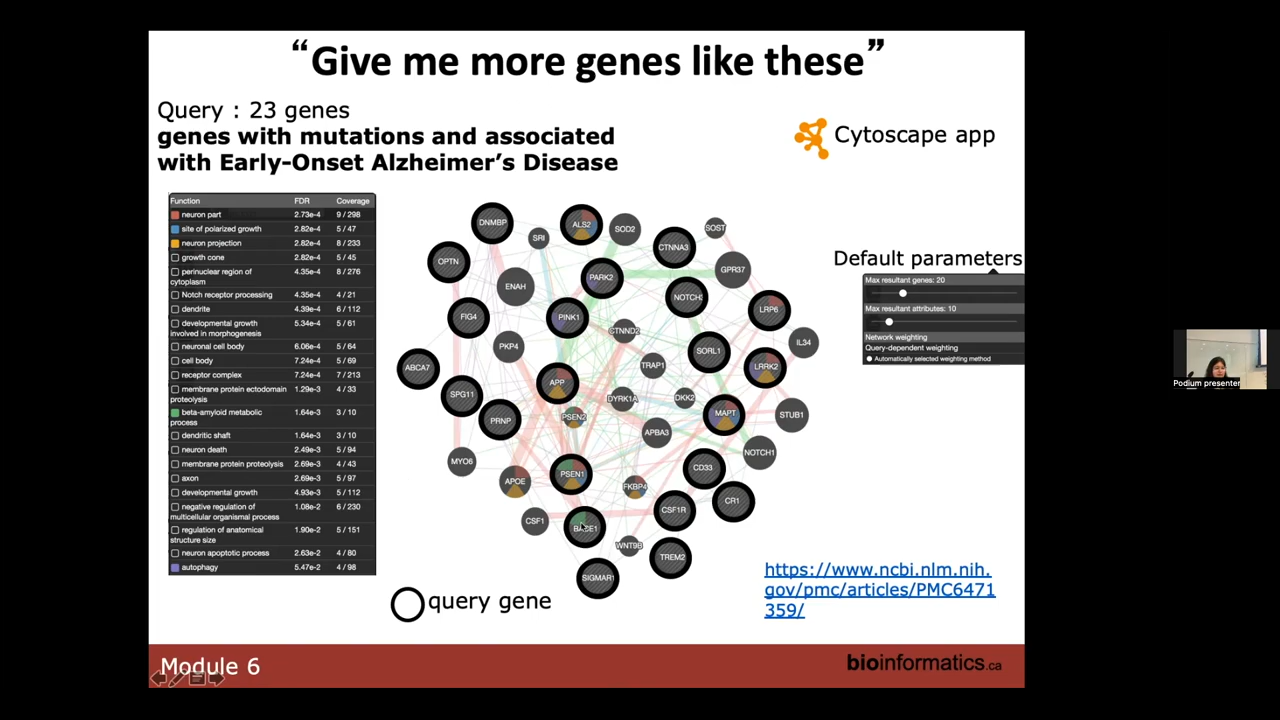 “Give me more genes like these”
Query : 23 genes
genes with mutations and associated
with Early-Onset Alzheimer’s Disease
Cytoscape app
Function FDR Coverage
neuron part 2.73e-4 9 / 298
site of polarized growth 2.82e-4 5 / 47
neuron projection 2.82e-4 8 / 233
growth cone 2.82e-4 5 / 45
perinuclear region of
cytoplasm 4.35e-4 8 / 276
Notch receptor processing 4.35e-4 4 / 21
dendrite 4.39e-4 6 / 112
developmental growth
involved in morphogenesis 5.34e-4 5 / 61
neuronal cell body 6.06e-4 5 / 64
cell body 7.24e-4 5 / 69
receptor complex 7.24e-4 7 / 213
membrane protein ectodomain
proteolysis 1.29e-3 4 / 33
beta-amyloid metabolic
process 1.64e-3 3 / 10
dendritic shaft 1.64e-3 3 / 10
neuron death 2.49e-3 5 / 94
membrane protein proteolysis 2.69e-3 4 / 43
axon 2.69e-3 5 / 97
developmental growth 4.93e-3 5 / 112
negative regulation of
multicellular organismal process 1.08e-2 6 / 230
regulation of anatomical
structure size 1.90e-2 5 / 151
neuron apoptotic process 2.63e-2 4 / 80
autophagy 5.47e-2 4 / 98
DNMBP
SRI
ALS2
SOD2
CTNNA3
SOST
OPTN
ENAH
PARK2
GPR37
NOTCH3
LRP6
FIG4
PINK1
CTNND2
IL34
PKP4
SORL1
TRAP1
LRRK2
ABCA7
SPG11
APP
DYRK1A
DKK2
PRNP
PSEN2
MAPT
STUB1
APBA3
MYO6
NOTCH1
APOE
PSEN1
FKBP4
CD33
CR1
CSF1
BACE1
CSF1R
WNT9B
TREM2
SIGMAR1
query gene
Default parameters
Max resultant genes: 20
Max resultant attributes: 10
Network weighting
Query-dependent weighting
Automatically selected weighting method
https://www.ncbi.nlm.nih.
gov/pmc/articles/PMC6471
359/
Module 6
bioinformatics.ca
Podium presenter